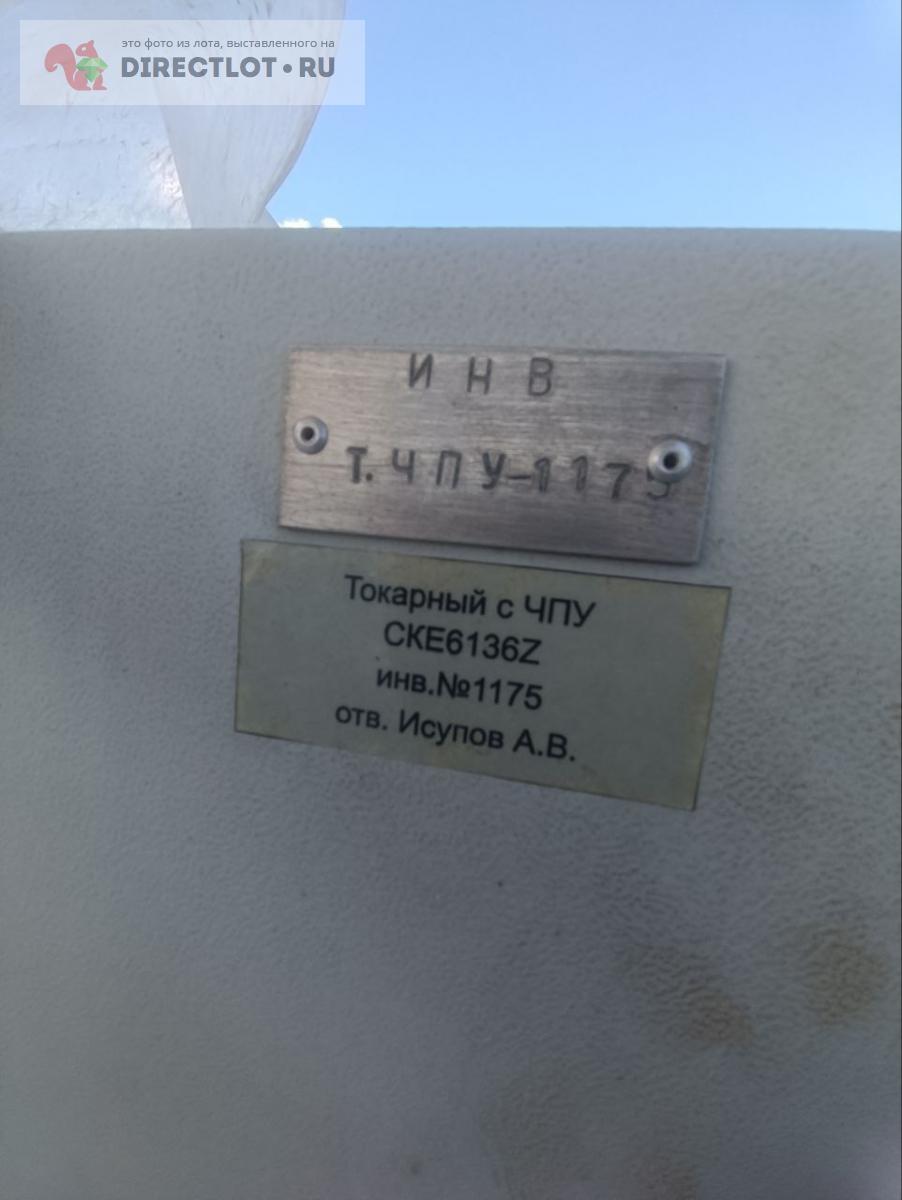 это фото из лота, выставленного на
DIRECTLOT•RU
ИНВ
Т.ЧПУ-1175
Токарный с ЧПУ
CKE6136Z
инв.№1175
отв. Исупов А.В.